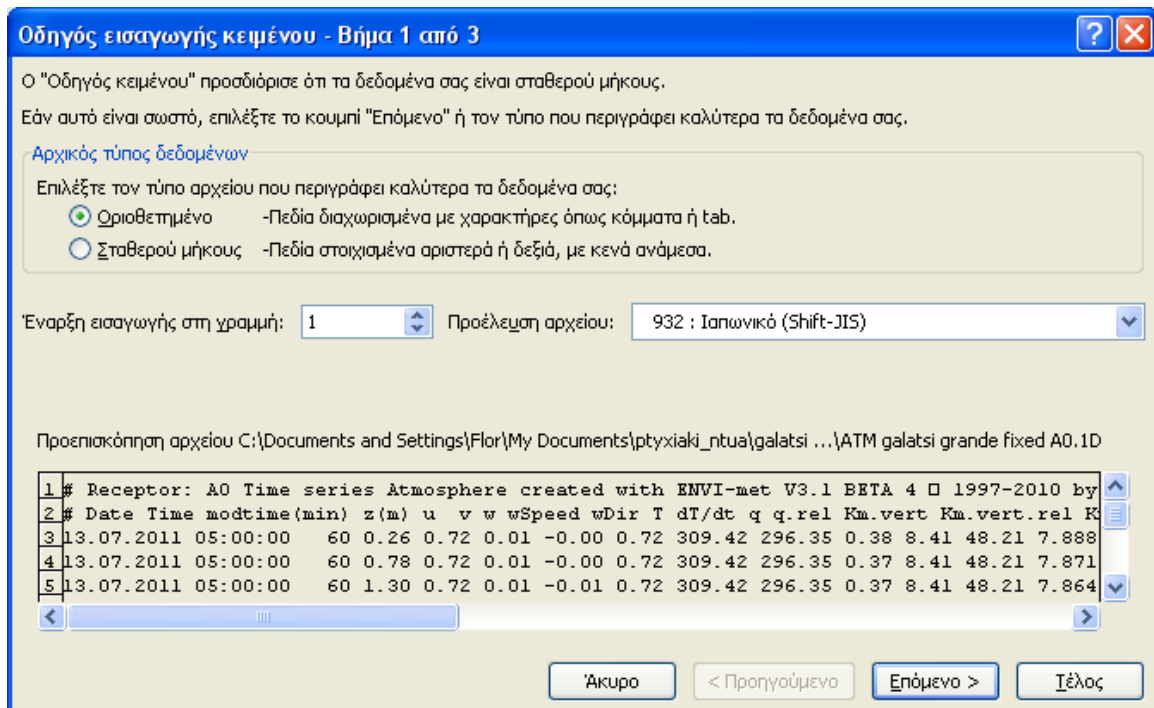 Οδηγός εισαγωγής κειμένου - Βήμα 1 από 3
Ο "Οδηγός κειμένου" προσδιόρισε ότι τα δεδομένα σας είναι σταθερού μήκους.
Εάν αυτό είναι σωστό, επιλέξτε το κουμπί "Επόμενο" ή τον τύπο που περιγράφει καλύτερα τα δεδομένα σας.
Αρχικός τύπος δεδομένων
Επιλέξτε τον τύπο αρχείου που περιγράφει καλύτερα τα δεδομένα σας:
Οριοθετημένο -Πεδία διαχωρισμένα με χαρακτήρες όπως κόμματα ή tab.
Σταθερού μήκους -Πεδία στοιχισμένα αριστερά ή δεξιά, με κενά ανάμεσα.
Έναρξη εισαγωγής στη γραμμή: 1 Προέλευση αρχείου: 932 : Ιαπωνικό (Shift-JIS)
Προεπισκόπηση αρχείου C:\Documents and Settings\Flor\My Documents\ptyxiaki_ntua\galatsi ...\ATM galatsi grande fixed A0.1D
1 # Receptor: A0 Time series Atmosphere created with ENVI-met V3.1 BETA 4 □ 1997-2010 by
2 # Date Time modtime(min) z(m) u v w wSpeed wDir T dT/dt q q.rel Km.vert Km.vert.rel K
3 13.07.2011 05:00:00 60 0.26 0.72 0.01 -0.00 0.72 309.42 296.35 0.38 8.41 48.21 7.888
4 13.07.2011 05:00:00 60 0.78 0.72 0.01 -0.00 0.72 309.42 296.35 0.37 8.41 48.21 7.871
5 13.07.2011 05:00:00 60 1.30 0.72 0.01 -0.01 0.72 309.42 296.35 0.37 8.41 48.21 7.864
Άκυρο < Προηγούμενο Επόμενο > Τέλος